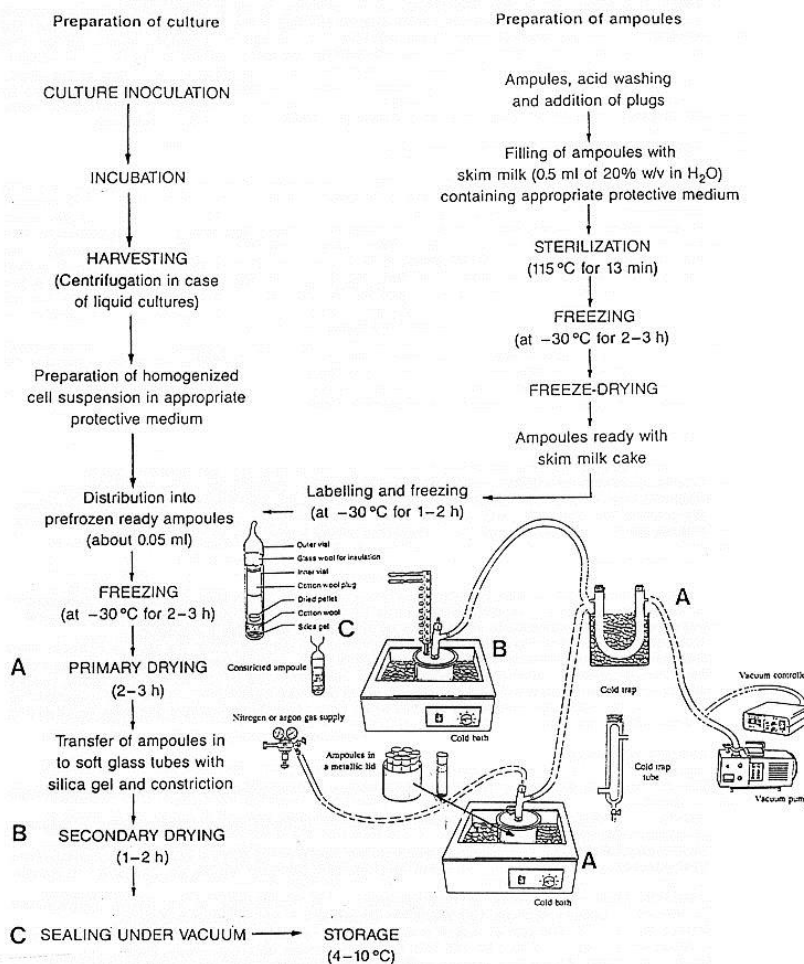 Preparation of culture
CULTURE INOCULATION
INCUBATION
HARVESTING
(Centrifugation in case
of liquid cultures)
Preparation of homogenized
cell suspension in appropriate
protective medium
Distribution into
prefrozen ready ampoules
(about 0.05 ml)
FREEZING
(at −30 °C for 2–3 h)
A PRIMARY DRYING
(2–3 h)
Transfer of ampoules in
to soft glass tubes with
silica gel and constriction
B SECONDARY DRYING
(1–2 h)
C SEALING UNDER VACUUM
STORAGE
(4–10 °C)
Preparation of ampoules
Ampules, acid washing
and addition of plugs
Filling of ampoules with
skim milk (0.5 ml of 20% w/v in H₂O)
containing appropriate protective medium
STERILIZATION
(115 °C for 13 min)
FREEZING
(at −30 °C for 2–3 h)
FREEZE-DRYING
Ampoules ready with
skim milk cake
Labelling and freezing
(at −30 °C for 1–2 h)
Outer vial
Glass wool for insulation
Inner vial
Cotton wool plug
Dried pellet
Cotton wool
Silica gel
C
Constricted ampoule
B
Cold bath
A
Cold trap
Vacuum controller
Vacuum pump
Nitrogen or argon gas supply
Ampoules in
a metallic lid
Cold trap
tube
A
Cold bath